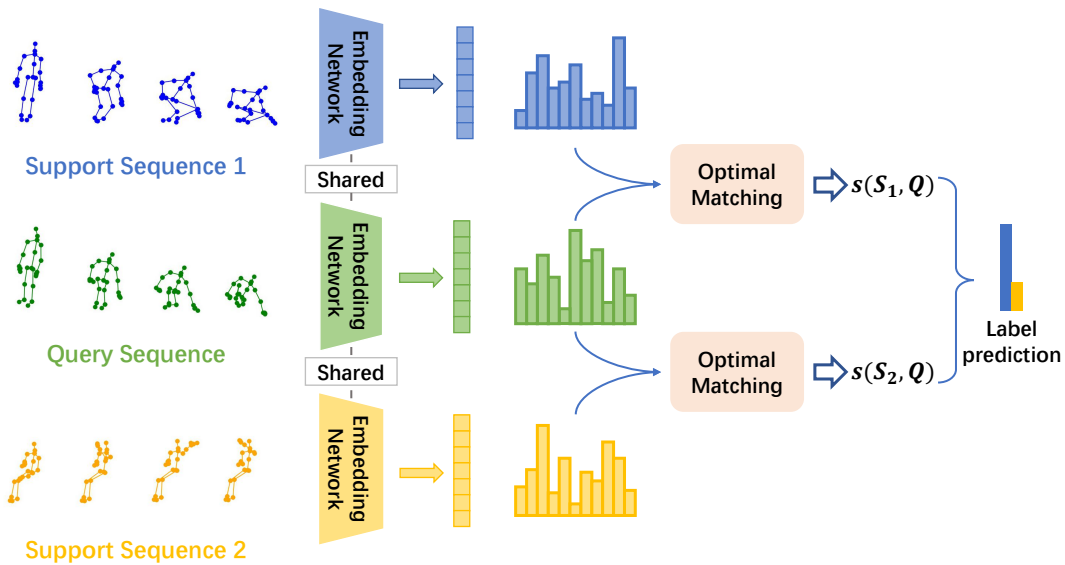 Embedding
Network
Support Sequence 1
Shared
Optimal
Matching
s(S₁, Q)
Embedding
Network
Query Sequence
Shared
Optimal
Matching
s(S₂, Q)
Label
prediction
Embedding
Network
Support Sequence 2